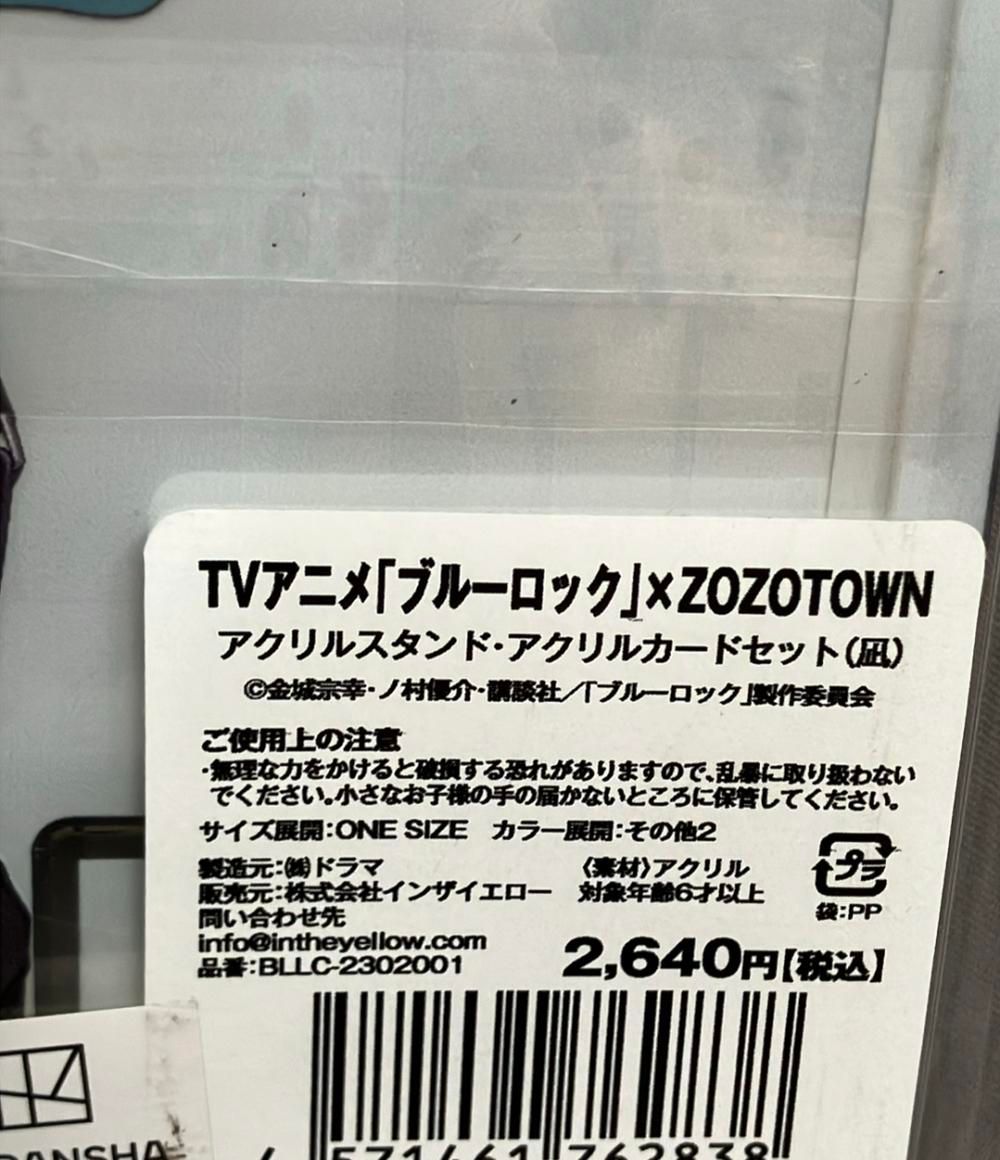 TVアニメ「ブルーロック」×ZOZOTOWN
アクリルスタンド・アクリルカードセット(凪)
©金城宗幸・ノ村優介・講談社/「ブルーロック」製作委員会
ご使用上の注意
・無理な力をかけると破損する恐れがありますので、乱暴に取り扱わない
でください。小さなお子様の手の届かないところに保管してください。
サイズ展開:ONE SIZE カラー展開:その他2
製造元:㈱ドラマ 〈素材〉アクリル
販売元:株式会社インザイエロー 対象年齢6才以上
プラ
袋:PP
問い合わせ先
info@intheyellow.com
品番:BLLC-2302001
2,640円【税込】
4 571461 762838